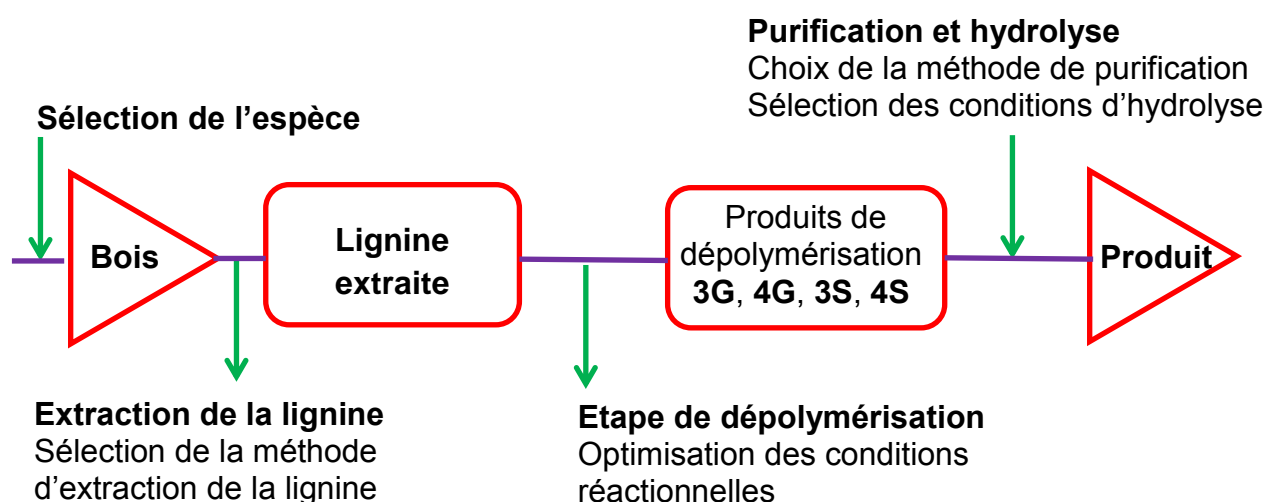 Purification et hydrolyse
Choix de la méthode de purification
Sélection des conditions d'hydrolyse
Sélection de l'espèce
Bois
Lignine
extraite
Produits de
dépolymérisation
3G, 4G, 3S, 4S
Produit
Extraction de la lignine
Sélection de la méthode
d'extraction de la lignine
Etape de dépolymérisation
Optimisation des conditions
réactionnelles